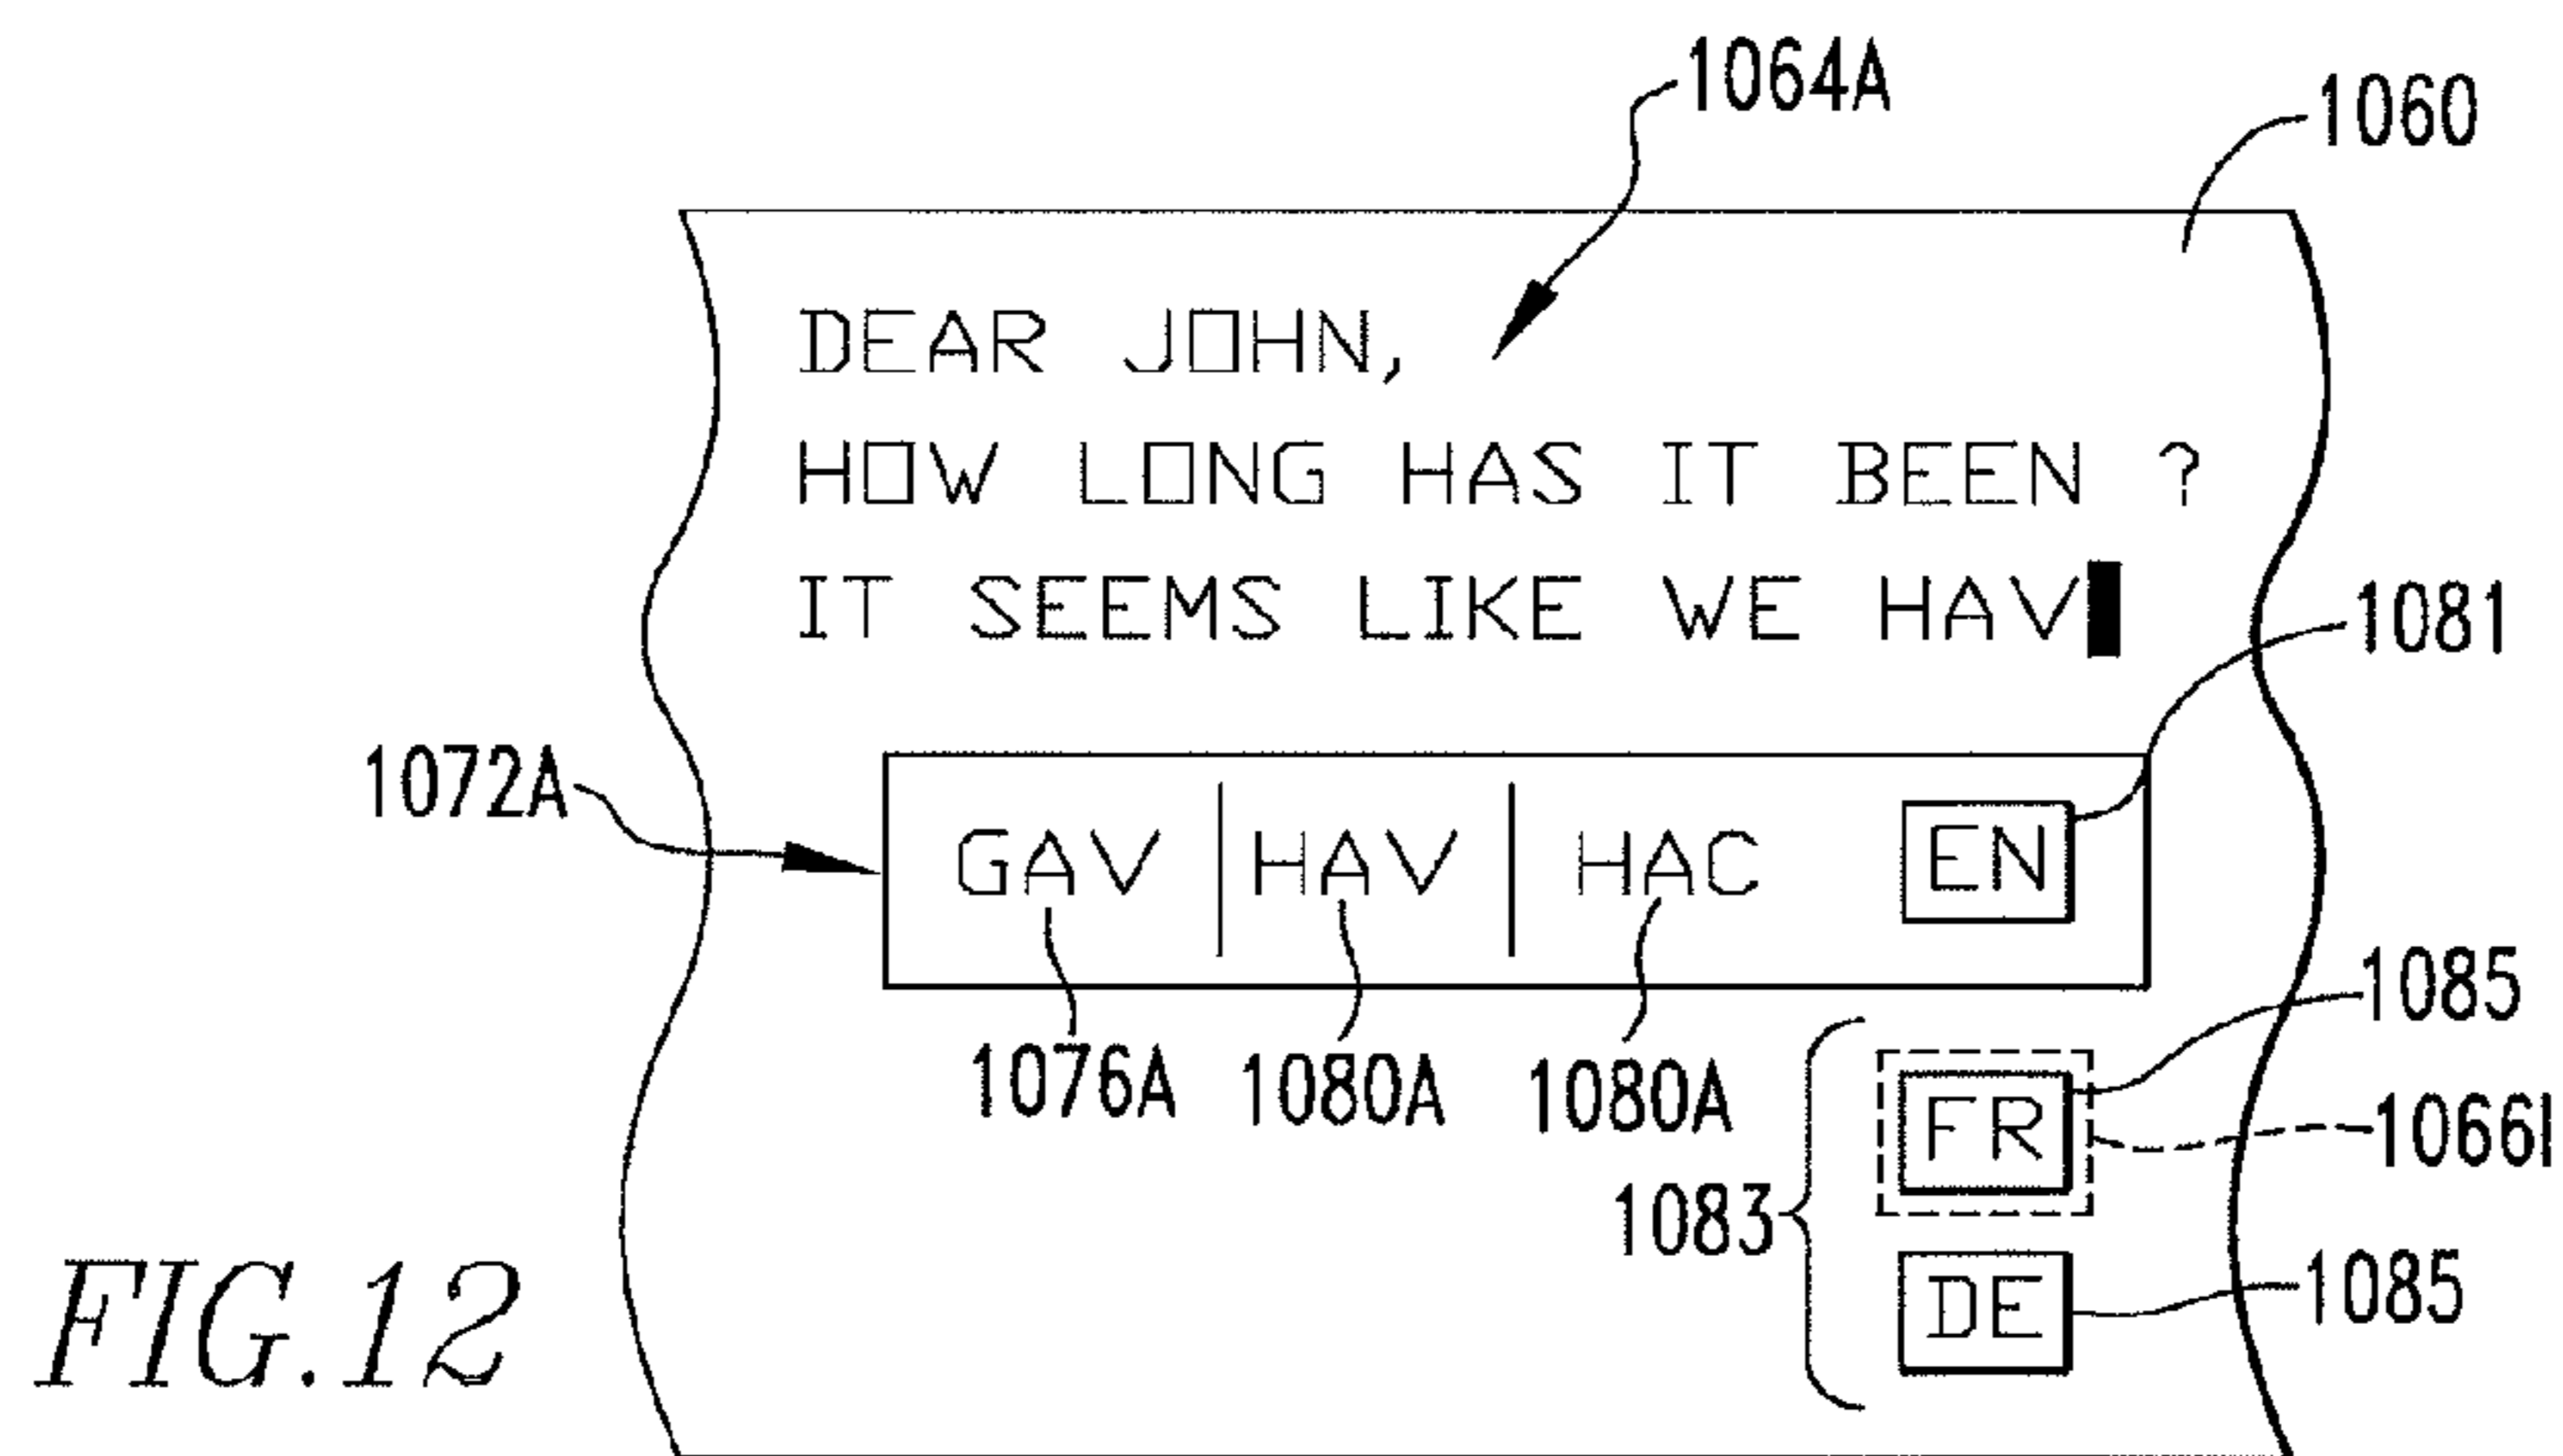 1064A
1060
DEAR JOHN,
HOW LONG HAS IT BEEN ?
IT SEEMS LIKE WE HAV
1081
1072A
GAV HAV HAC EN
1085
1076A 1080A 1080A
FR
1066I
1083
DE
1085
FIG.12